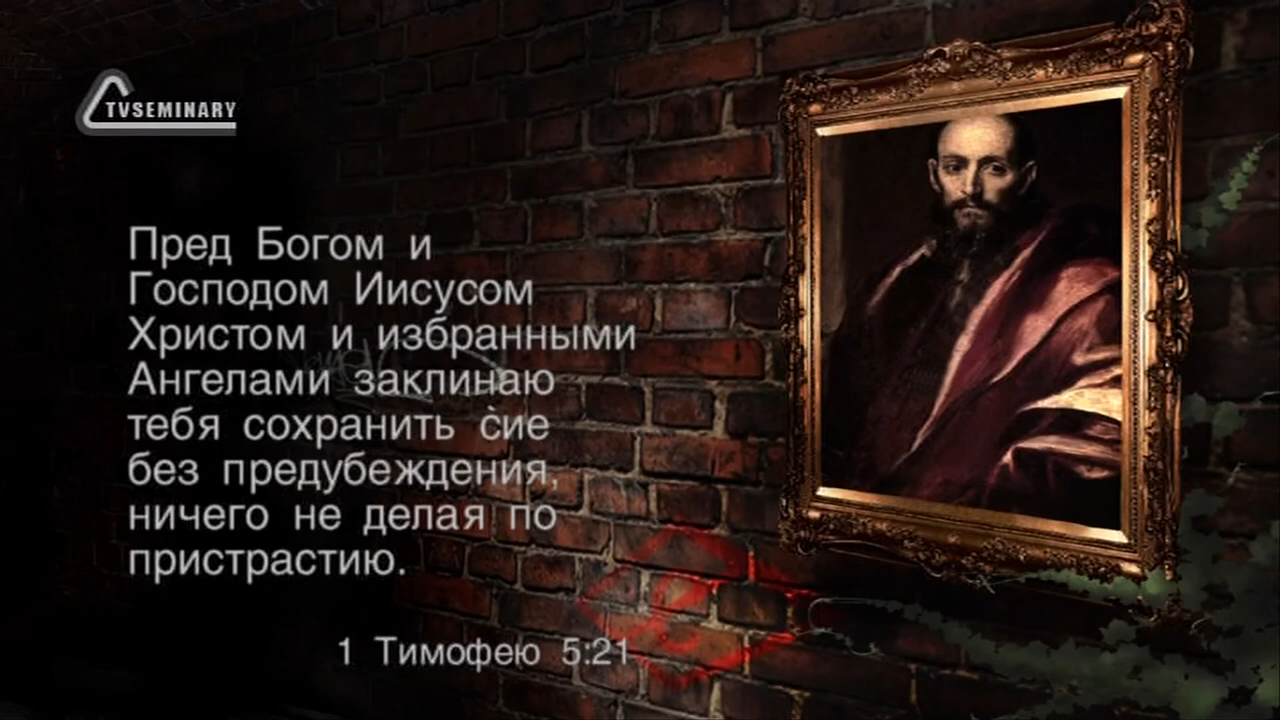 TVSEMINARY
Пред Богом и
Господом Иисусом
Христом и избранными
Ангелами заклинаю
тебя сохранить сие
без предубеждения,
ничего не делая по
пристрастию.
1 Тимофею 5:21